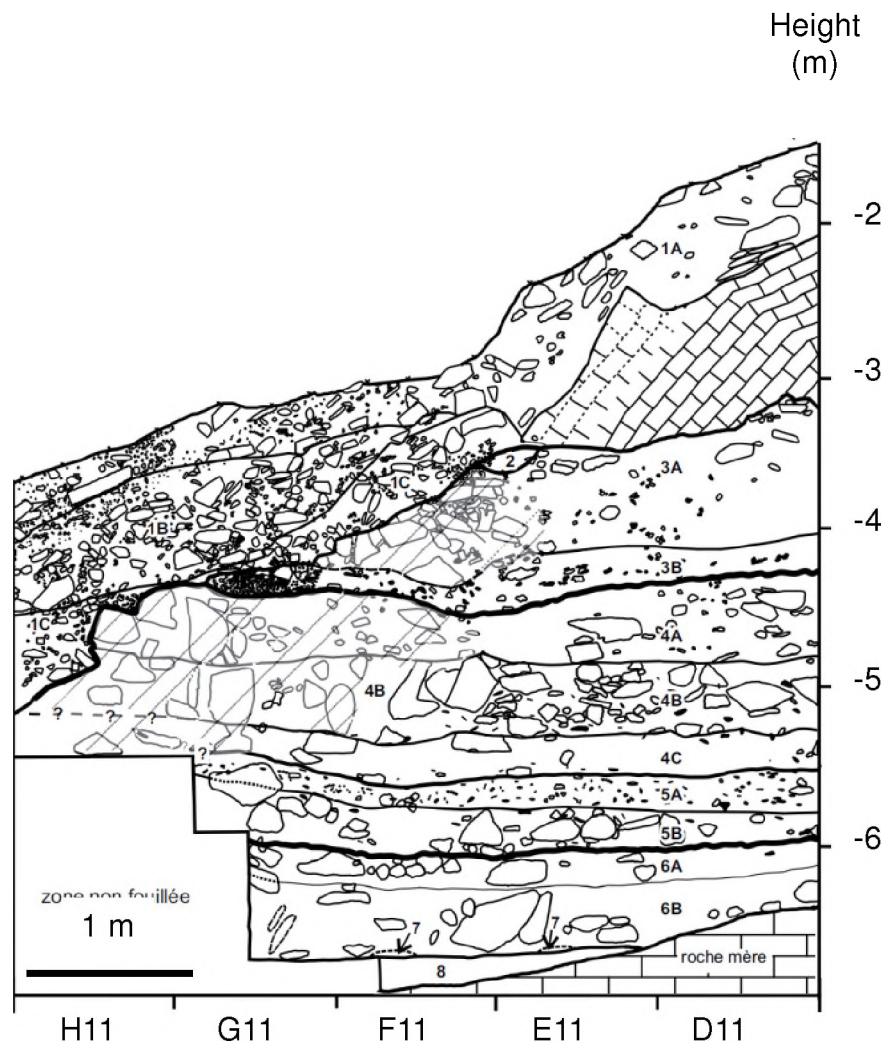 Height
(m)
-2
1A
-3
2
3A
1C
1B
-4
3B
1C
4A
4B
4B
-5
?
?
?
?
4C
5A
5B
-6
6A
6B
zone non fouillée
1 m
7
7
roche mère
8
H11
G11
F11
E11
D11